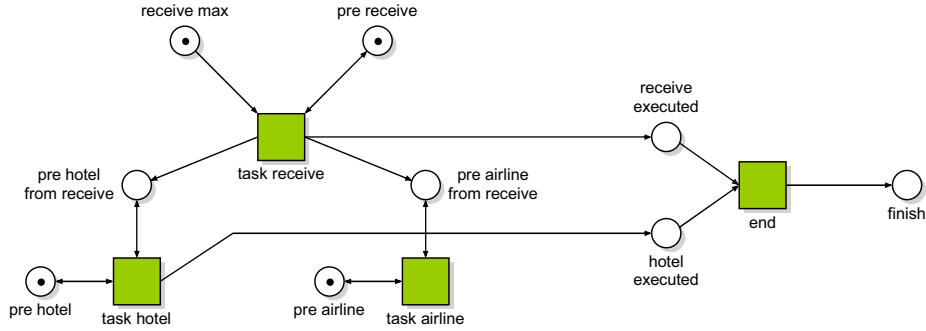 receive max
pre receive
receive
executed
task receive
pre hotel
from receive
pre airline
from receive
end
finish
hotel
executed
pre hotel
task hotel
pre airline
task airline